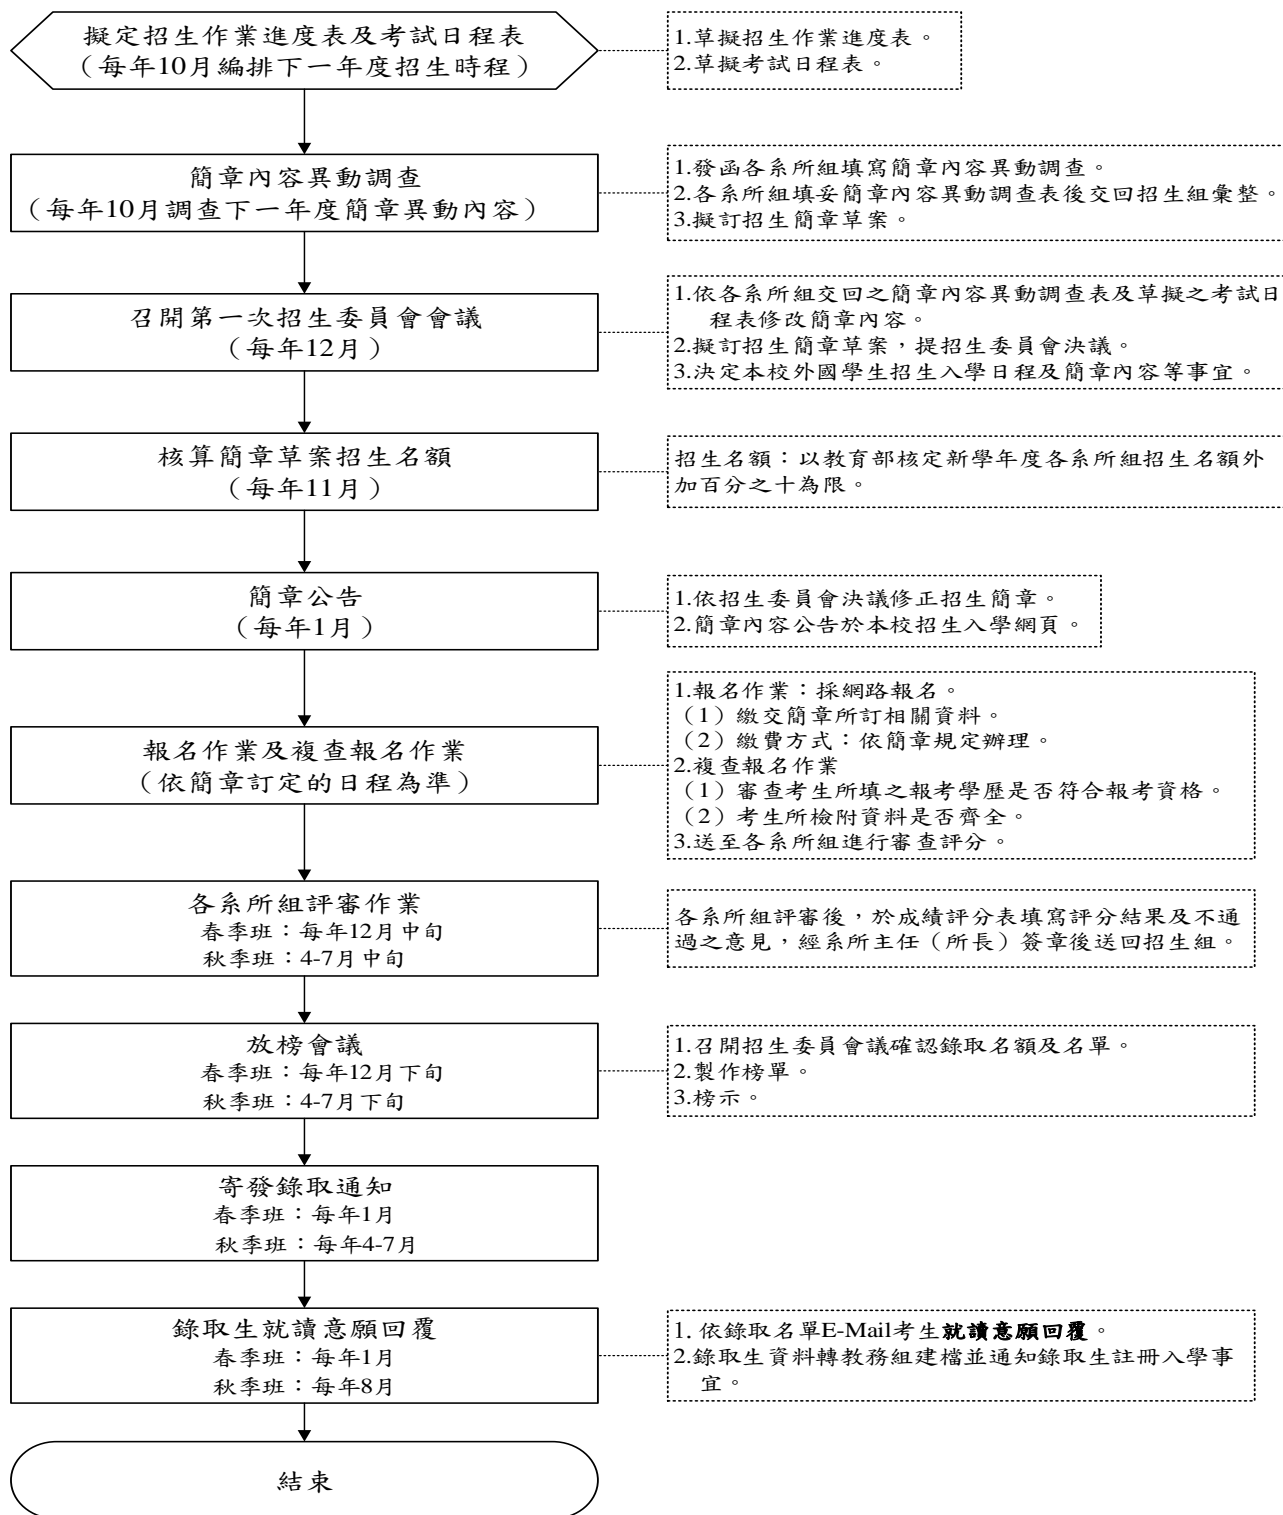 擬定招生作業進度表及考試日程表
（每年10月編排下一年度招生時程）
1.草擬招生作業進度表。
2.草擬考試日程表。
簡章內容異動調查
（每年10月調查下一年度簡章異動內容）
1.發函各系所組填寫簡章內容異動調查。
2.各系所組填妥簡章內容異動調查表後交回招生組彙整。
3.擬訂招生簡章草案。
召開第一次招生委員會會議
（每年12月）
1.依各系所組交回之簡章內容異動調查表及草擬之考試日
程表修改簡章內容。
2.擬訂招生簡章草案，提招生委員會決議。
3.決定本校外國學生招生入學日程及簡章內容等事宜。
核算簡章草案招生名額
（每年11月）
招生名額：以教育部核定新學年度各系所組招生名額外
加百分之十為限。
簡章公告
（每年1月）
1.依招生委員會決議修正招生簡章。
2.簡章內容公告於本校招生入學網頁。
報名作業及複查報名作業
（依簡章訂定的日程為準）
1.報名作業：採網路報名。
（1）繳交簡章所訂相關資料。
（2）繳費方式：依簡章規定辦理。
2.複查報名作業
（1）審查考生所填之報考學歷是否符合報考資格。
（2）考生所檢附資料是否齊全。
3.送至各系所組進行審查評分。
各系所組評審作業
春季班：每年12月中旬
秋季班：4-7月中旬
各系所組評審後，於成績評分表填寫評分結果及不通
過之意見，經系所主任（所長）簽章後送回招生組。
放榜會議
春季班：每年12月下旬
秋季班：4-7月下旬
1.召開招生委員會議確認錄取名額及名單。
2.製作榜單。
3.榜示。
寄發錄取通知
春季班：每年1月
秋季班：每年4-7月
錄取生就讀意願回覆
春季班：每年1月
秋季班：每年8月
1. 依錄取名單E-Mail考生就讀意願回覆。
2.錄取生資料轉教務組建檔並通知錄取生註冊入學事
宜。
結束